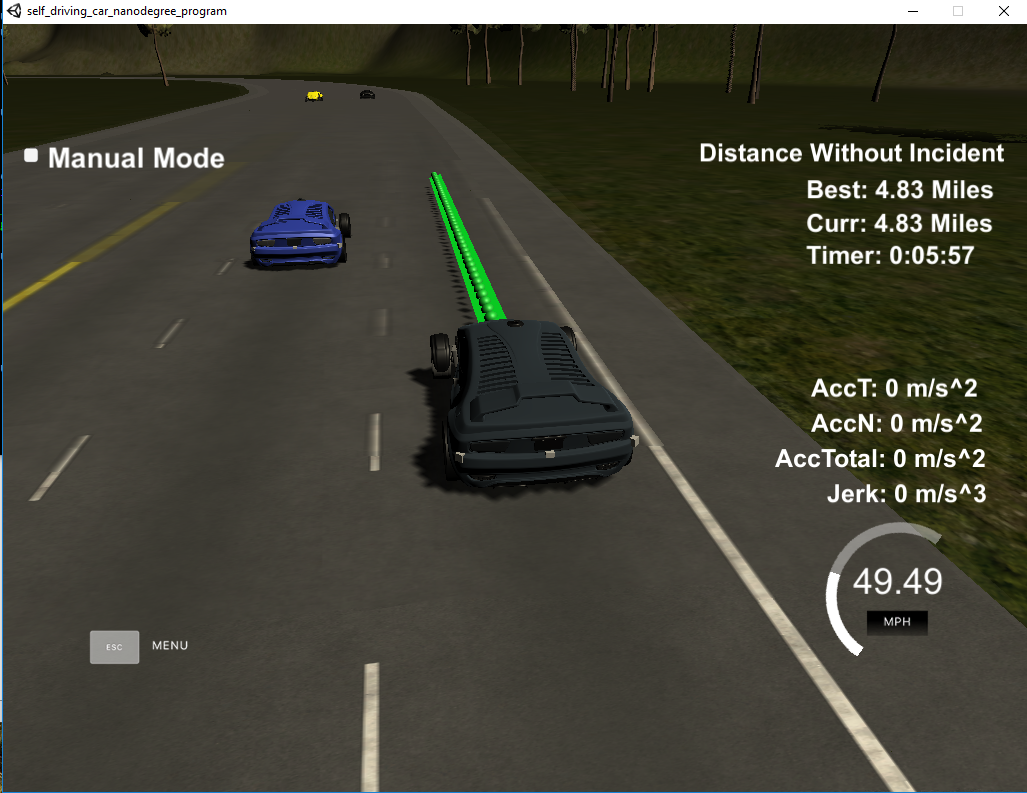 self_driving_car_nanodegree_program
Manual Mode
Distance Without Incident
Best: 4.83 Miles
Curr: 4.83 Miles
Timer: 0:05:57
AccT: 0 m/s^2
AccN: 0 m/s^2
AccTotal: 0 m/s^2
Jerk: 0 m/s^3
49.49
MPH
ESC MENU